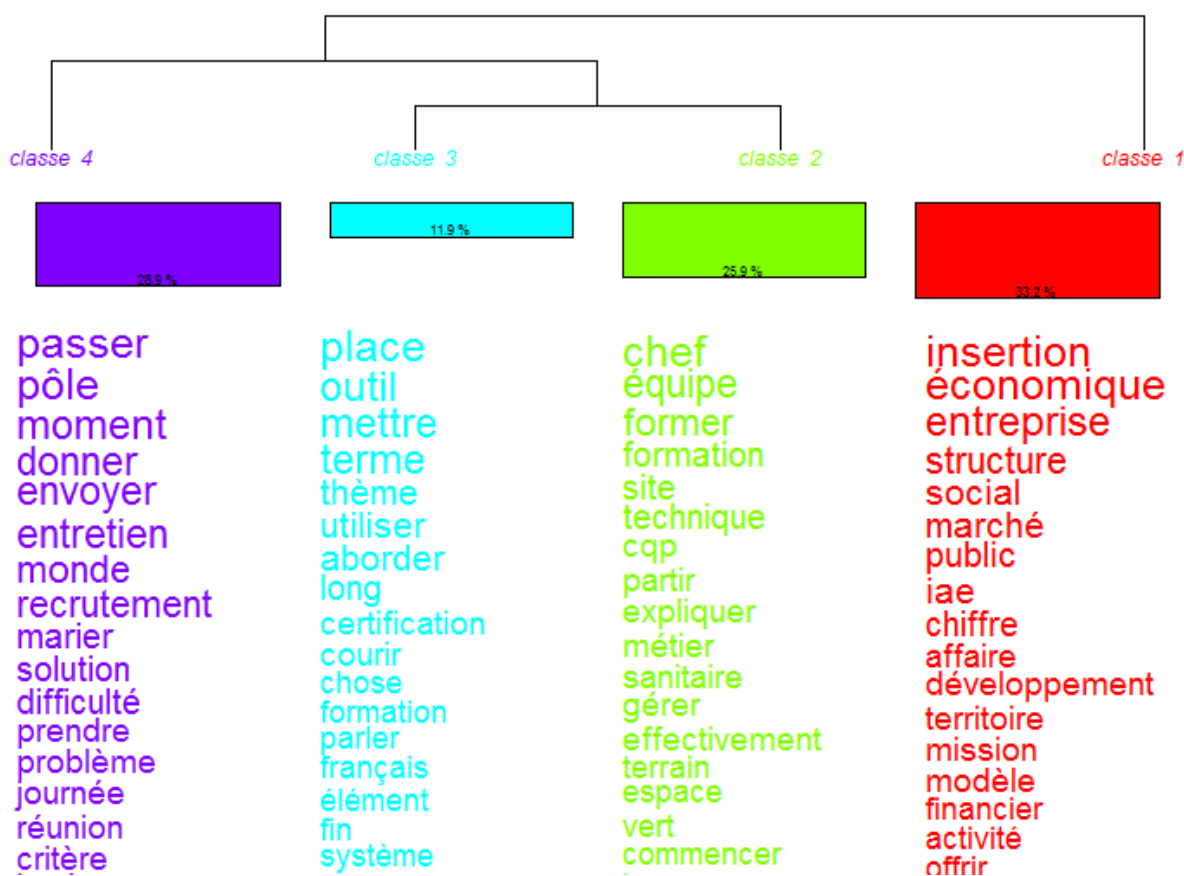 classe 4
classe 3
classe 2
classe 1
28.9 %
11.9 %
25.9 %
33.2 %
passer
pôle
moment
donner
envoyer
entretien
monde
recrutement
marier
solution
difficulté
prendre
problème
journée
réunion
critère
place
outil
mettre
terme
thème
utiliser
aborder
long
certification
courir
chose
formation
parler
français
élément
fin
système
chef
équipe
former
formation
site
technique
cqp
partir
expliquer
métier
sanitaire
gérer
effectivement
terrain
espace
vert
commencer
insertion
économique
entreprise
structure
social
marché
public
iae
chiffre
affaire
développement
territoire
mission
modèle
financier
activité
offrir